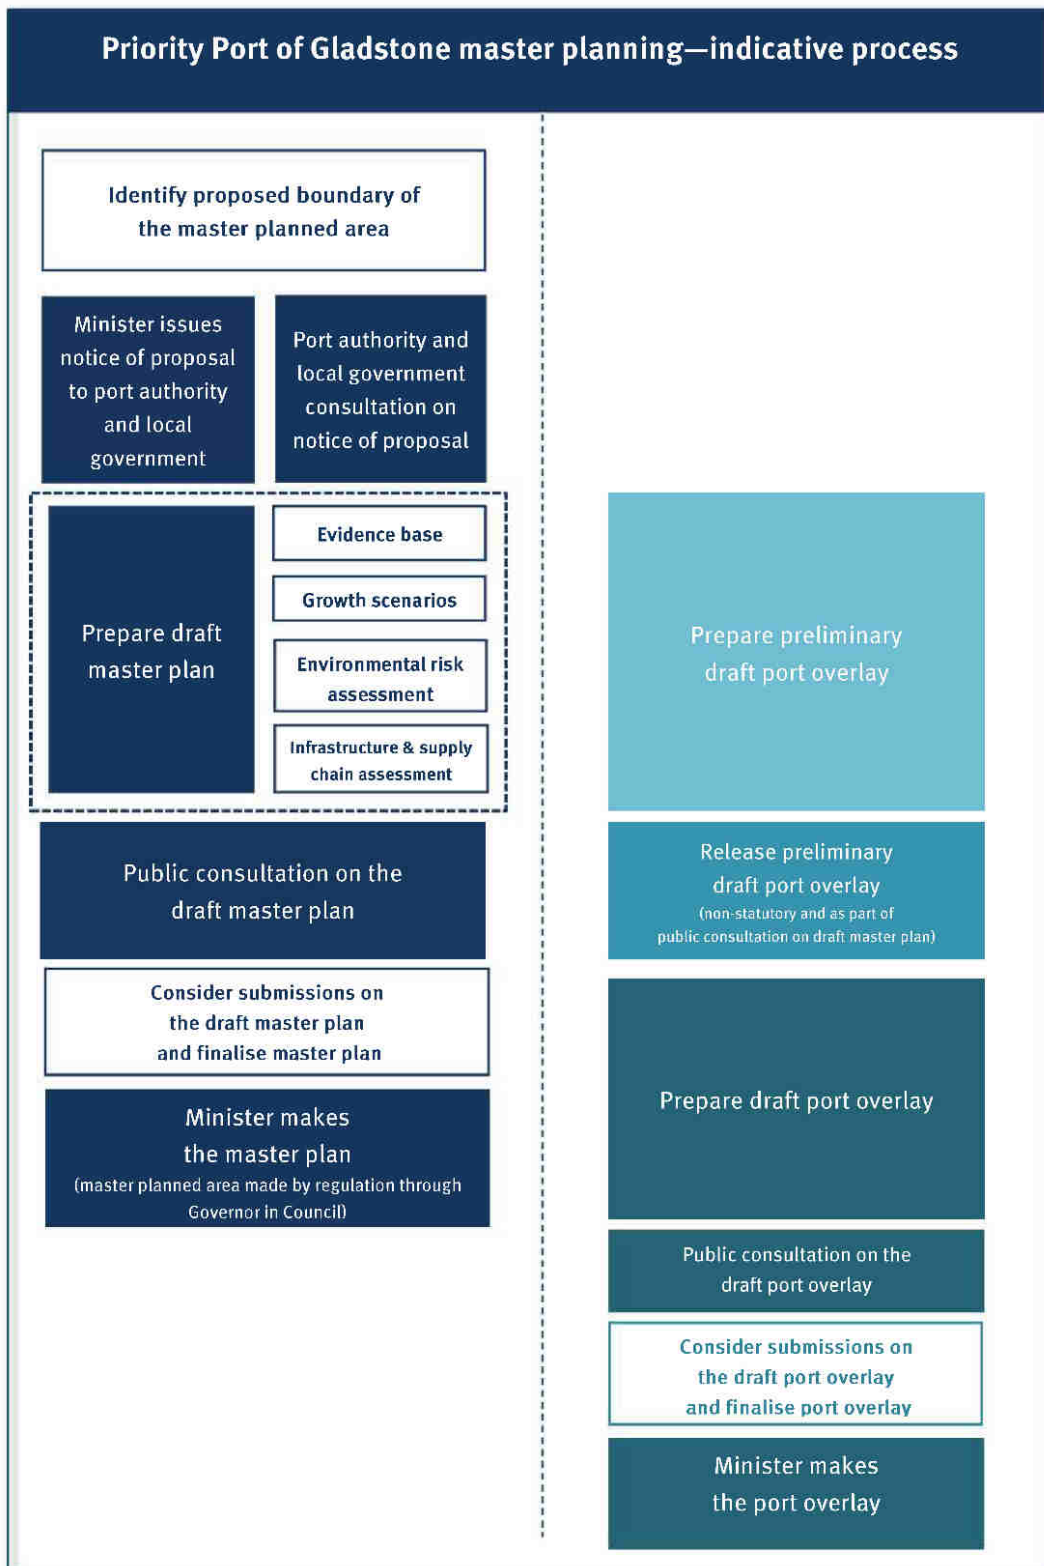 Priority Port of Gladstone master planning—indicative process
Identify proposed boundary of
the master planned area
Minister issues
notice of proposal
to port authority
and local
government
Port authority and
local government
consultation on
notice of proposal
Prepare draft
master plan
Evidence base
Growth scenarios
Environmental risk
assessment
Infrastructure & supply
chain assessment
Public consultation on the
draft master plan
Consider submissions on
the draft master plan
and finalise master plan
Minister makes
the master plan
(master planned area made by regulation through
Governor in Council)
Prepare preliminary
draft port overlay
Release preliminary
draft port overlay
(non-statutory and as part of
public consultation on draft master plan)
Prepare draft port overlay
Public consultation on the
draft port overlay
Consider submissions on
the draft port overlay
and finalise port overlay
Minister makes
the port overlay